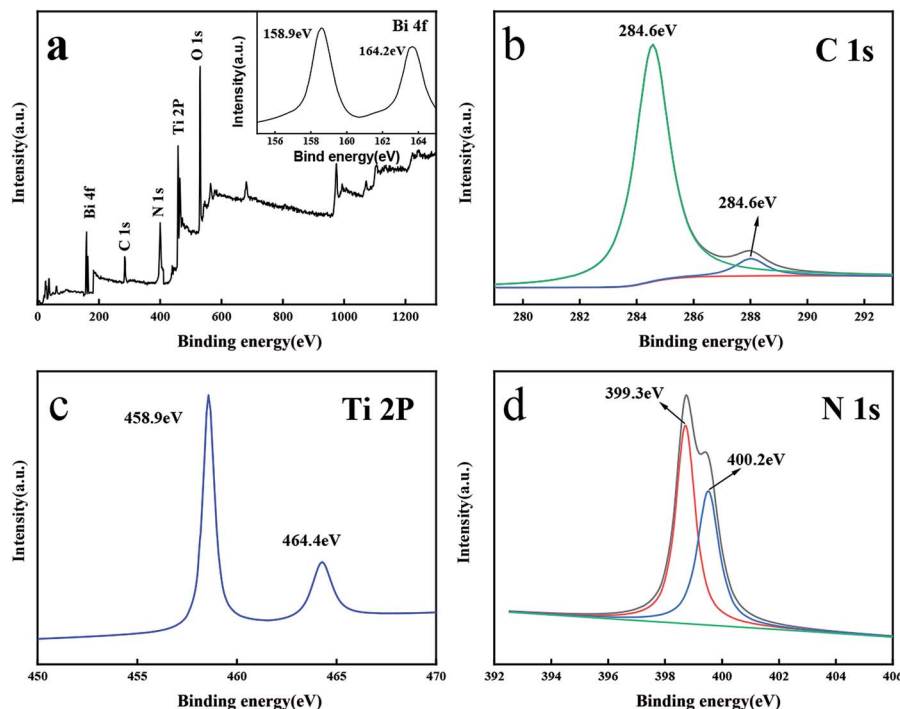 a
Bi 4f
C 1s
N 1s
Ti 2P
O 1s
Intensity(a.u.)
0 200 400 600 800 1000 1200
Binding energy(eV)
Bi 4f
158.9eV
164.2eV
Intensity(a.u.)
156 158 160 162 164
Bind energy(eV)
b
C 1s
284.6eV
284.6eV
Intensity(a.u.)
280 282 284 286 288 290 292
Binding energy(eV)
c
Ti 2P
458.9eV
464.4eV
Intensity(a.u.)
450 455 460 465 470
Binding energy(eV)
d
N 1s
399.3eV
400.2eV
Intensity(a.u.)
392 394 396 398 400 402 404 406
Binding energy(eV)